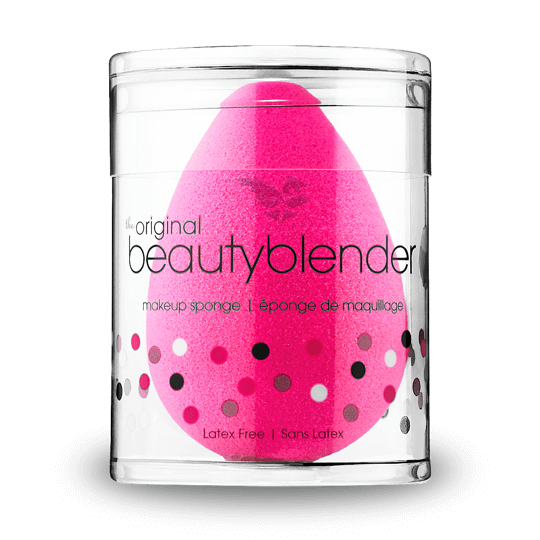 the original
beautyblender
makeup sponge | éponge de maquillage
Latex Free | Sans Latex